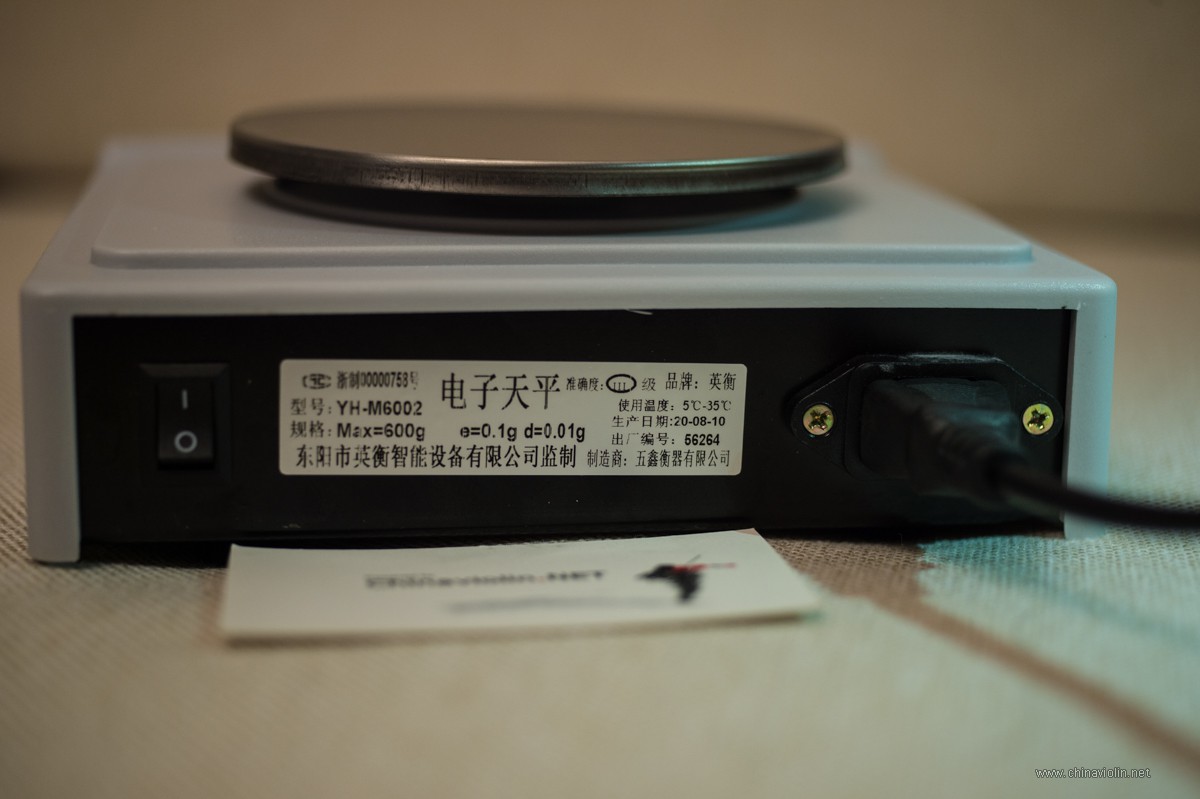 浙制00000758号
电子天平
准确度: III 级
品牌: 英衡
型号: YH-M6002
使用温度: 5℃-35℃
规格: Max=600g e=0.1g d=0.01g
生产日期:20-08-10
出厂编号: 56264
东阳市英衡智能设备有限公司监制
制造商: 五鑫衡器有限公司
chinaviolin.NET
www.chinaviolin.net